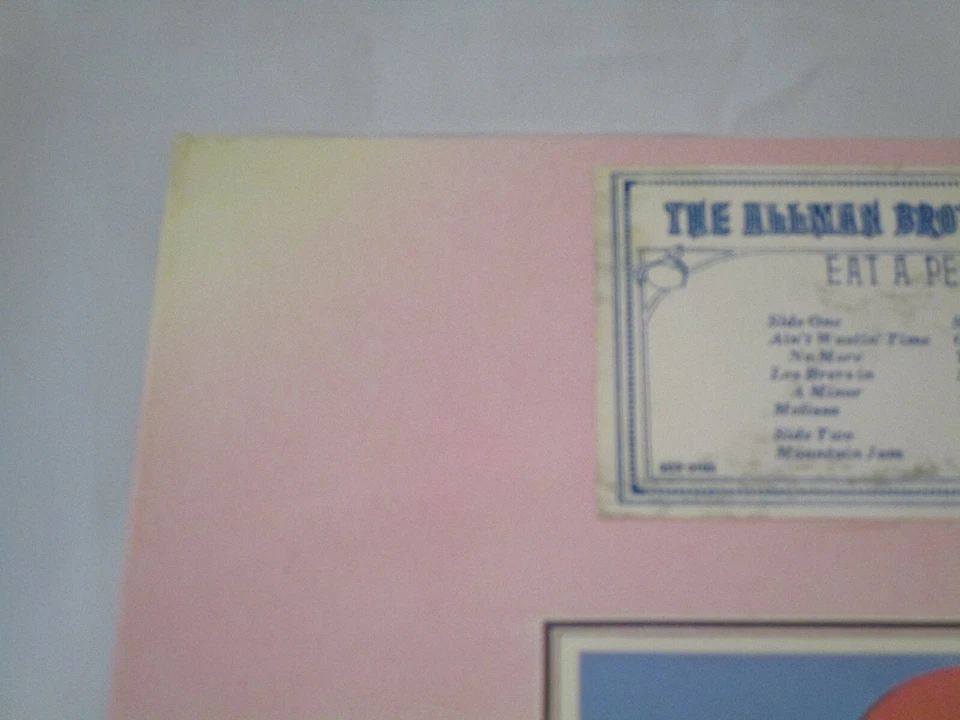 THE ALLMAN BRO
EAT A PE
Side One
Ain't Wastin' Time
No More
Les Brers in
A Minor
Melissa
Side Two
Mountain Jam